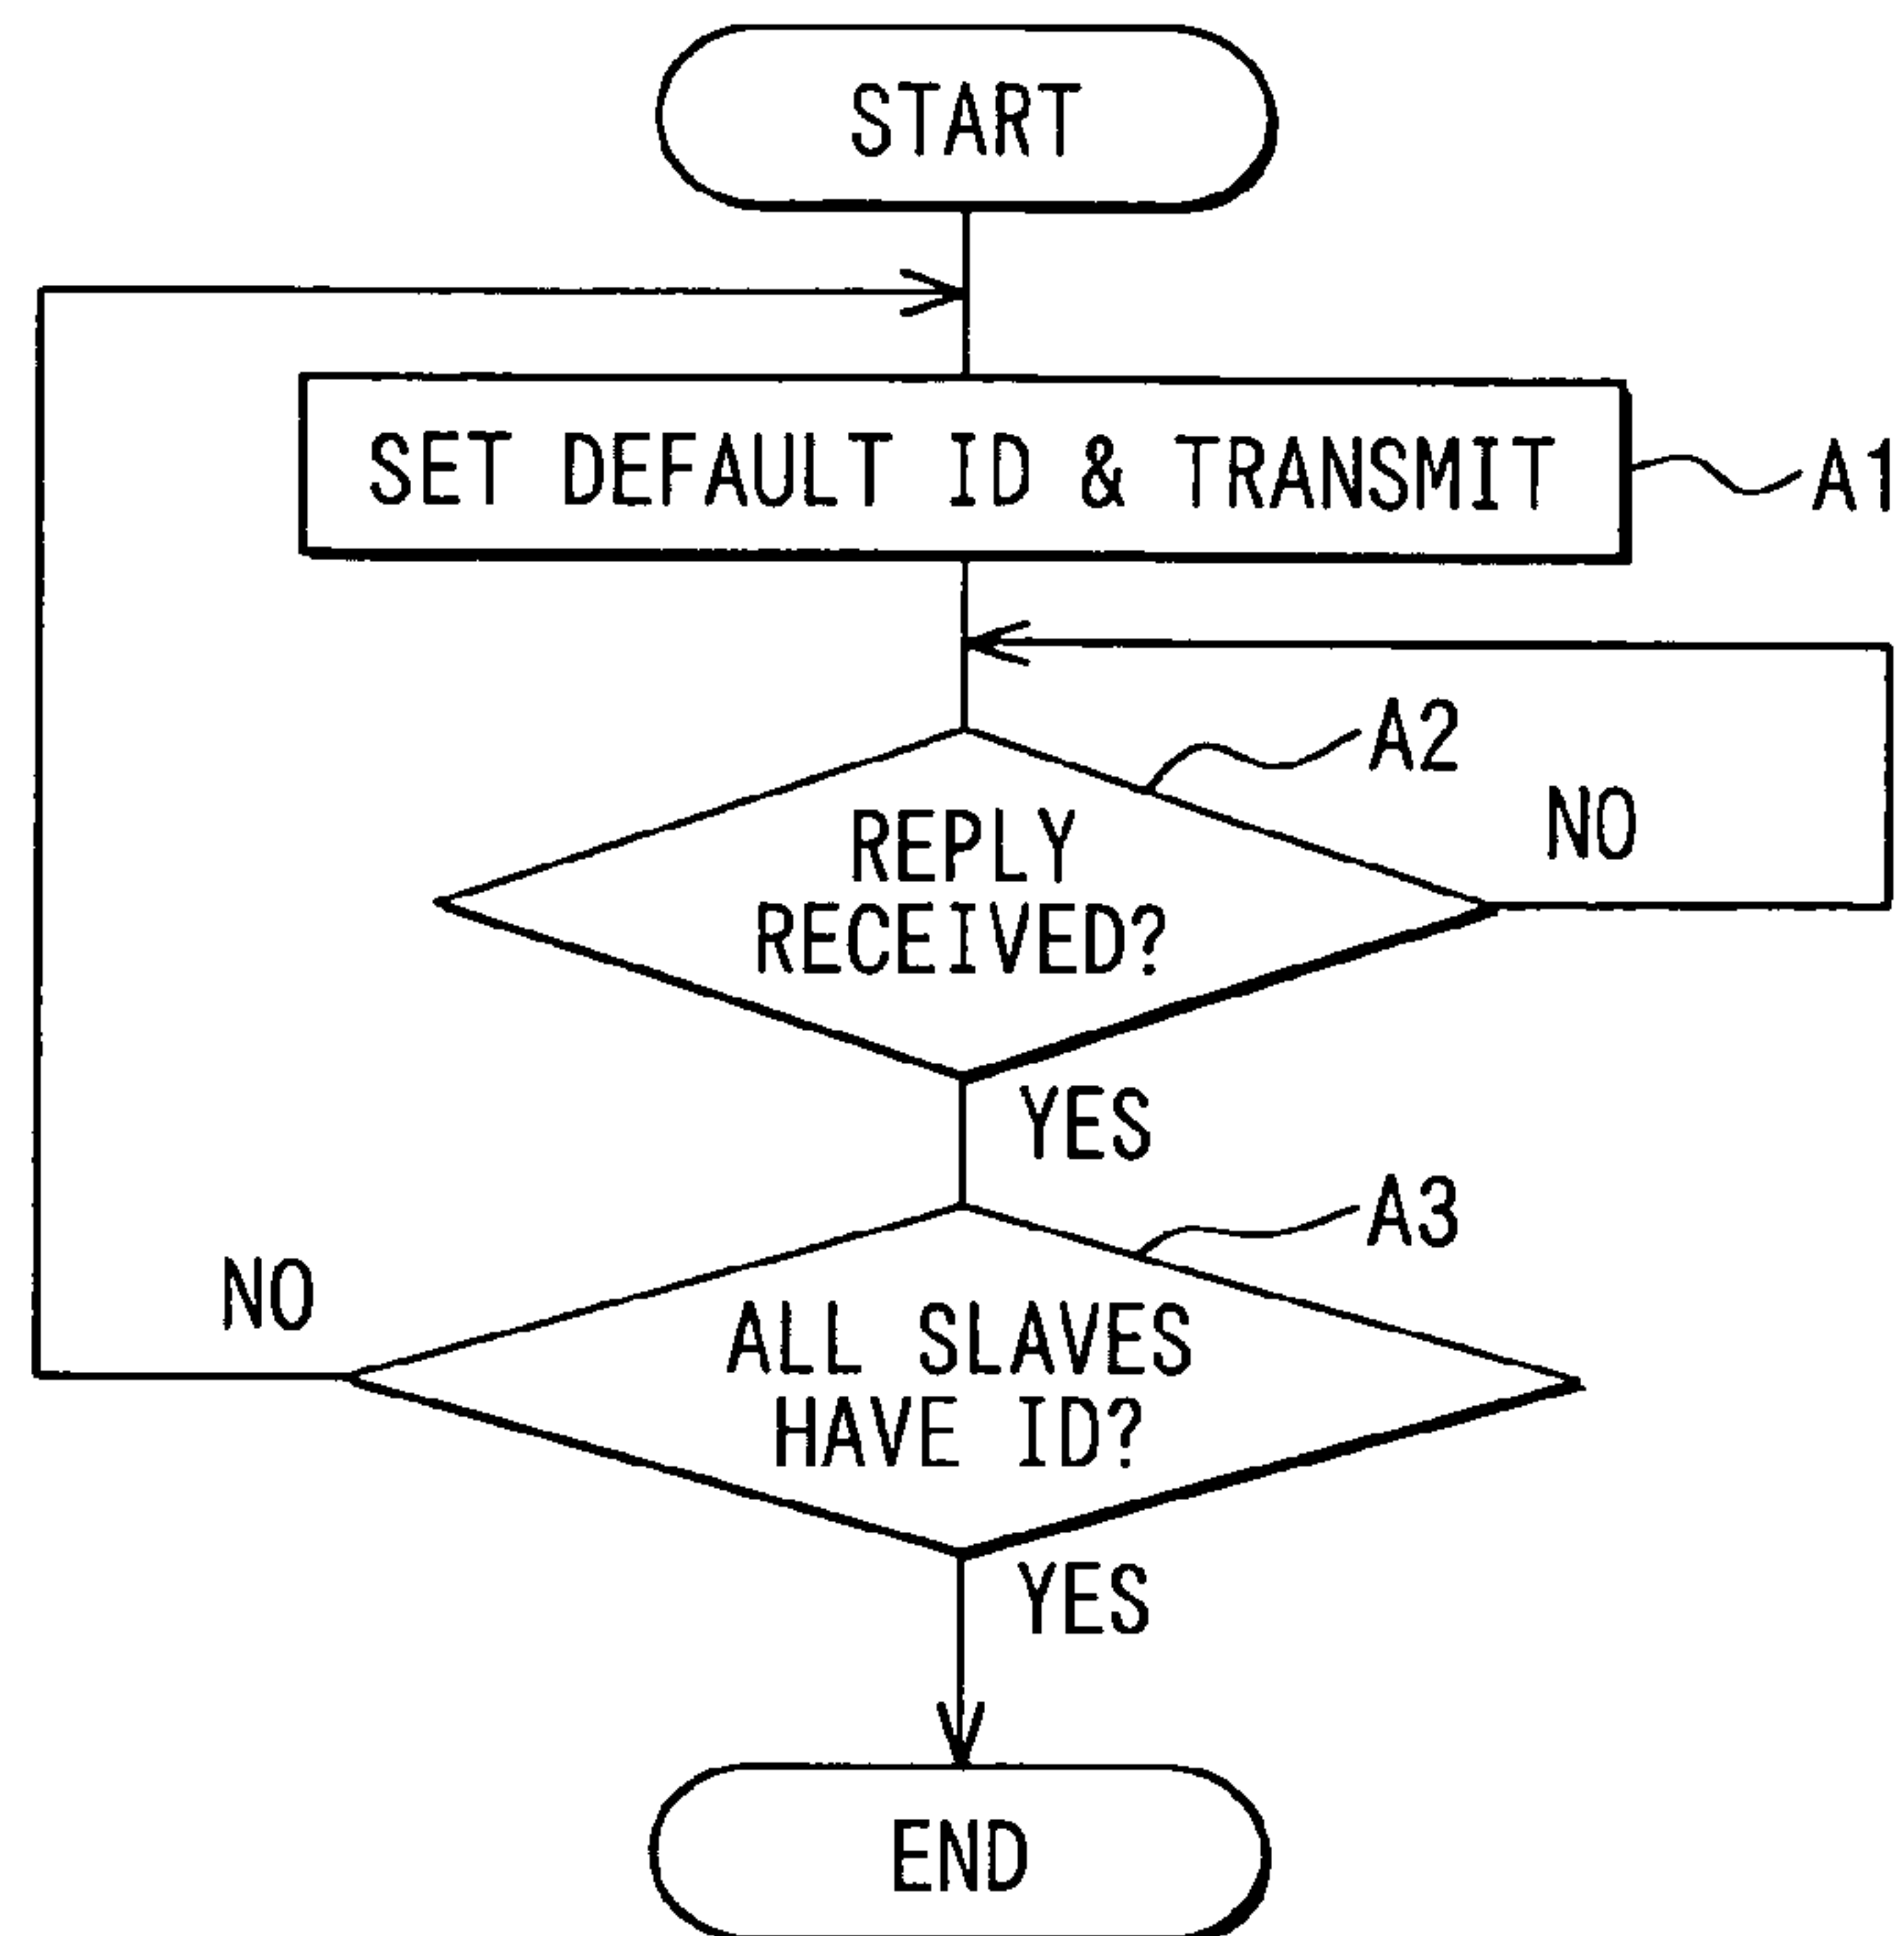 START
SET DEFAULT ID & TRANSMIT
A1
A2
REPLY
RECEIVED?
NO
YES
A3
NO
ALL SLAVES
HAVE ID?
YES
END